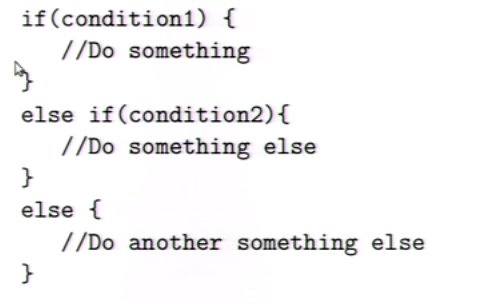 if(condition1) {
//Do something
}
else if(condition2){
//Do something else
}
else {
//Do another something else
}